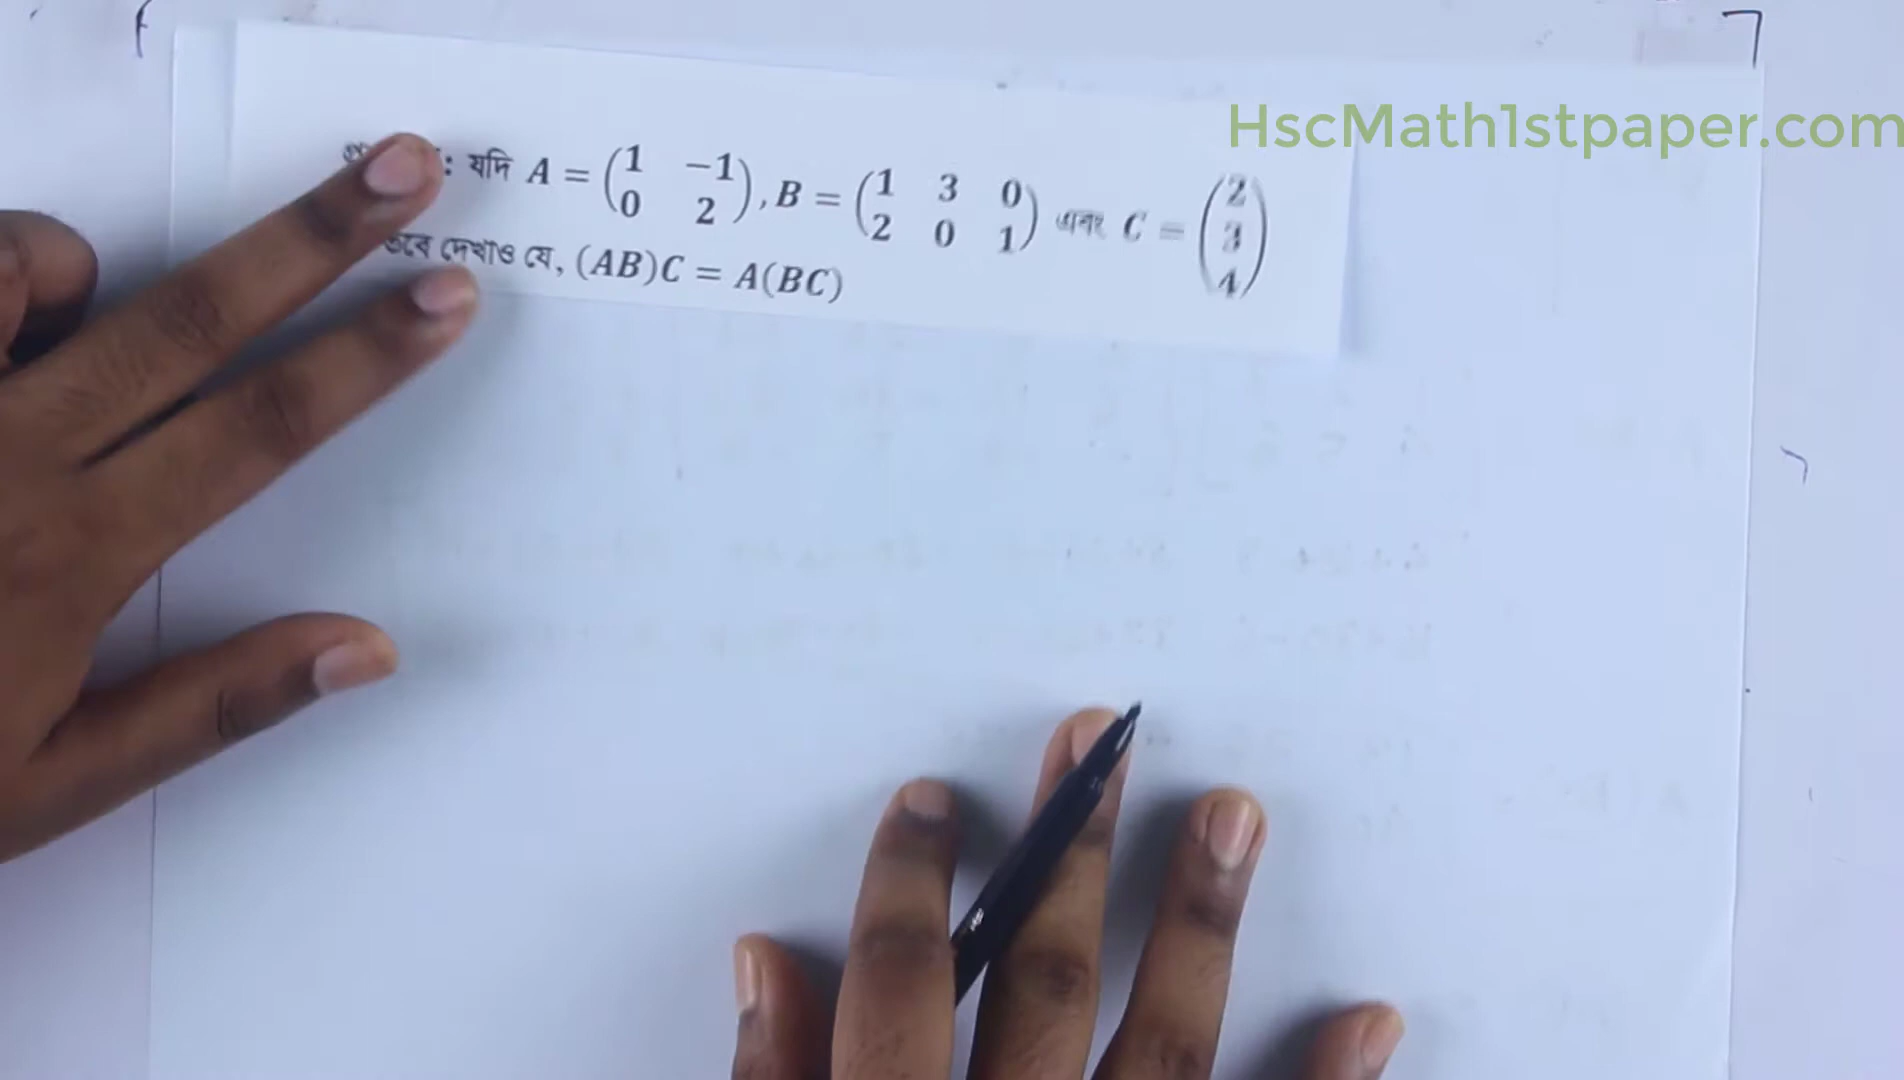 HscMath1stpaper.com
: যদি A = (1 -1 0 2), B = (1 3 0 2 0 1) এবং C = (2 3 4)
তবে দেখাও যে, (AB)C = A(BC)